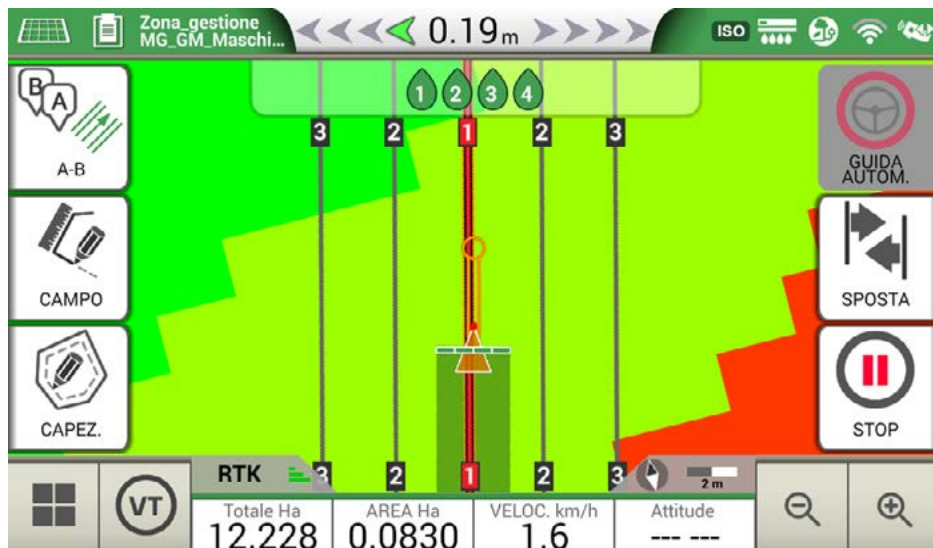 Zona_gestione
MG_GM_Maschi...
0.19 m
ISO
1 2 3 4
3 2 1 2 3
B
A
A-B
CAMPO
CAPEZ.
GUIDA
AUTOM.
SPOSTA
STOP
RTK
3 2 1 2 3
2 m
VT
Totale Ha
12.228
AREA Ha
0.0830
VELOC. km/h
1.6
Attitude
--- ---